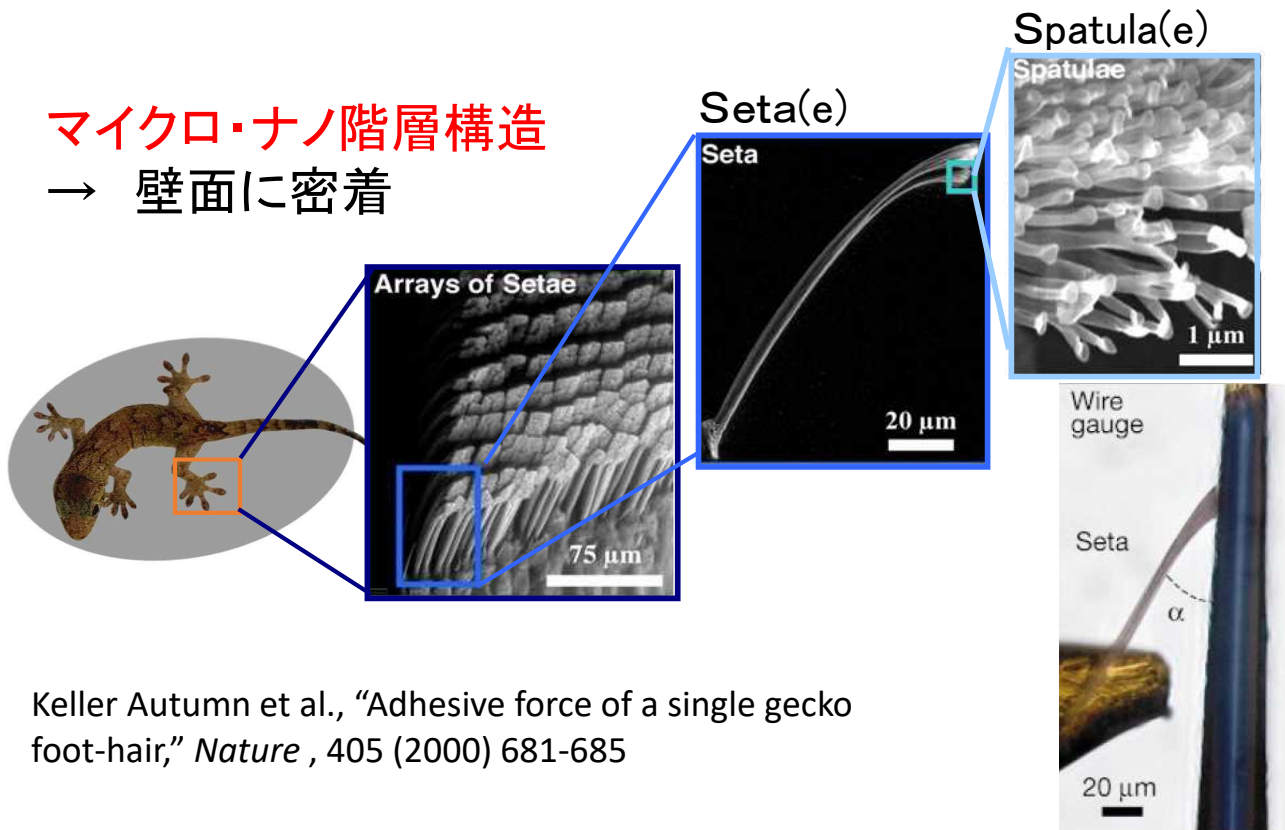 Spatula(e)
Spatulae
マイクロ・ナノ階層構造
→ 壁面に密着
Seta(e)
Seta
Arrays of Setae
1 µm
20 µm
75 µm
Wire
gauge
Seta
α
20 µm
Keller Autumn et al., “Adhesive force of a single gecko
foot-hair,” Nature , 405 (2000) 681-685